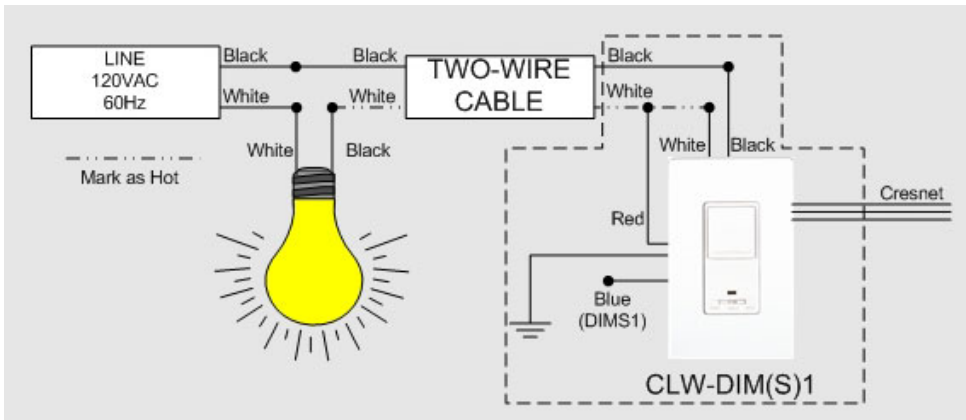 LINE
120VAC
60Hz
Black
White
Black
White
TWO-WIRE
CABLE
Black
White
White
Black
White
Black
Mark as Hot
Red
Cresnet
Blue
(DIMS1)
CLW-DIM(S)1